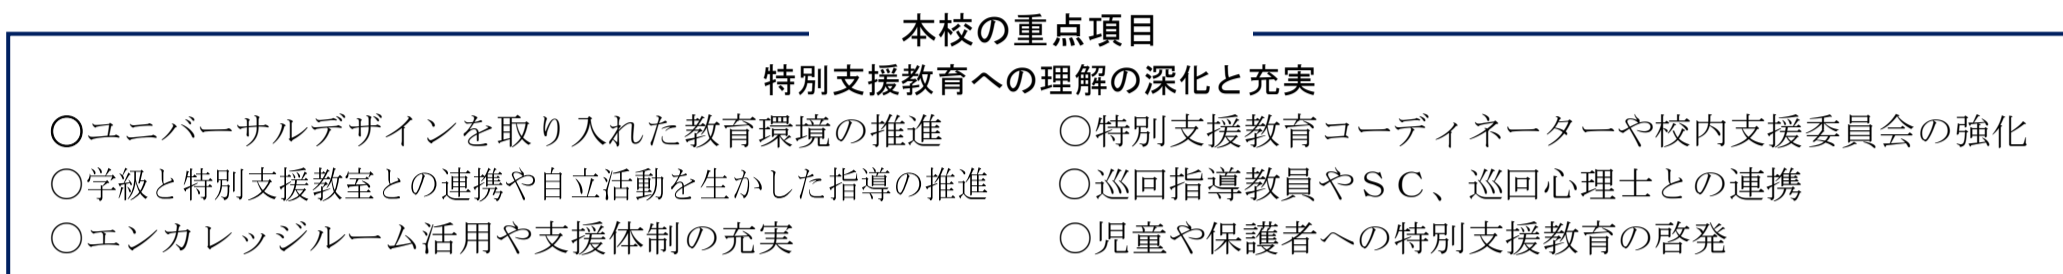 本校の重点項目
特別支援教育への理解の深化と充実
〇ユニバーサルデザインを取り入れた教育環境の推進
○学級と特別支援教室との連携や自立活動を生かした指導の推進
○エンカレッジルーム活用や支援体制の充実
○特別支援教育コーディネーターや校内支援委員会の強化
○巡回指導教員やＳＣ、巡回心理士との連携
○児童や保護者への特別支援教育の啓発